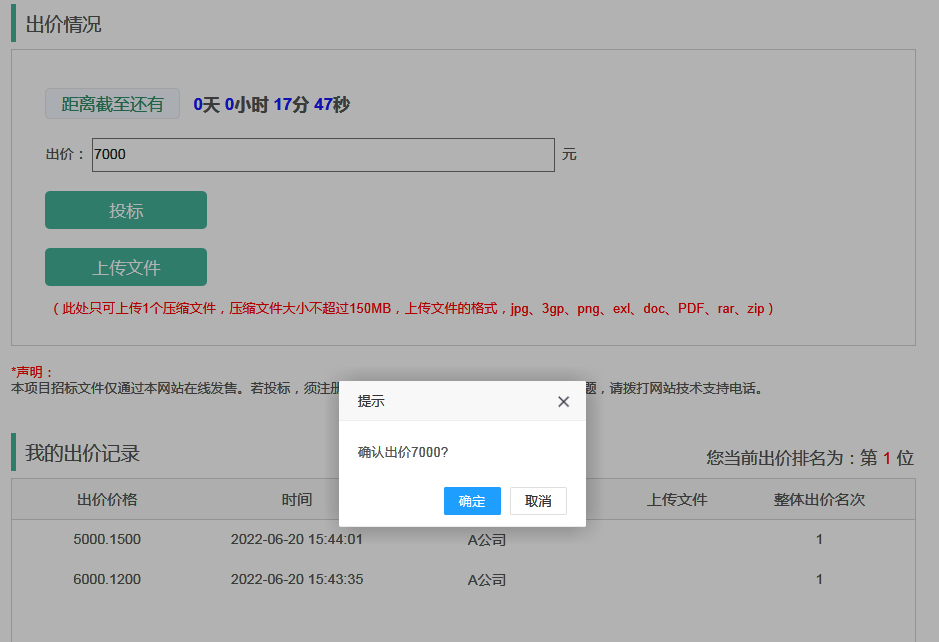 出价情况
距离截至还有 0天 0小时 17分 47秒
出价： 7000 元
投标
上传文件
（此处只可上传1个压缩文件，压缩文件大小不超过150MB，上传文件的格式，jpg、3gp、png、exl、doc、PDF、rar、zip）
*声明：
本项目招标文件仅通过本网站在线发售。若投标，须注册 题，请拨打网站技术支持电话。
提示
确认出价7000?
确定 取消
我的出价记录 您当前出价排名为：第 1 位
出价价格 时间 上传文件 整体出价名次
5000.1500 2022-06-20 15:44:01 A公司 1
6000.1200 2022-06-20 15:43:35 A公司 1